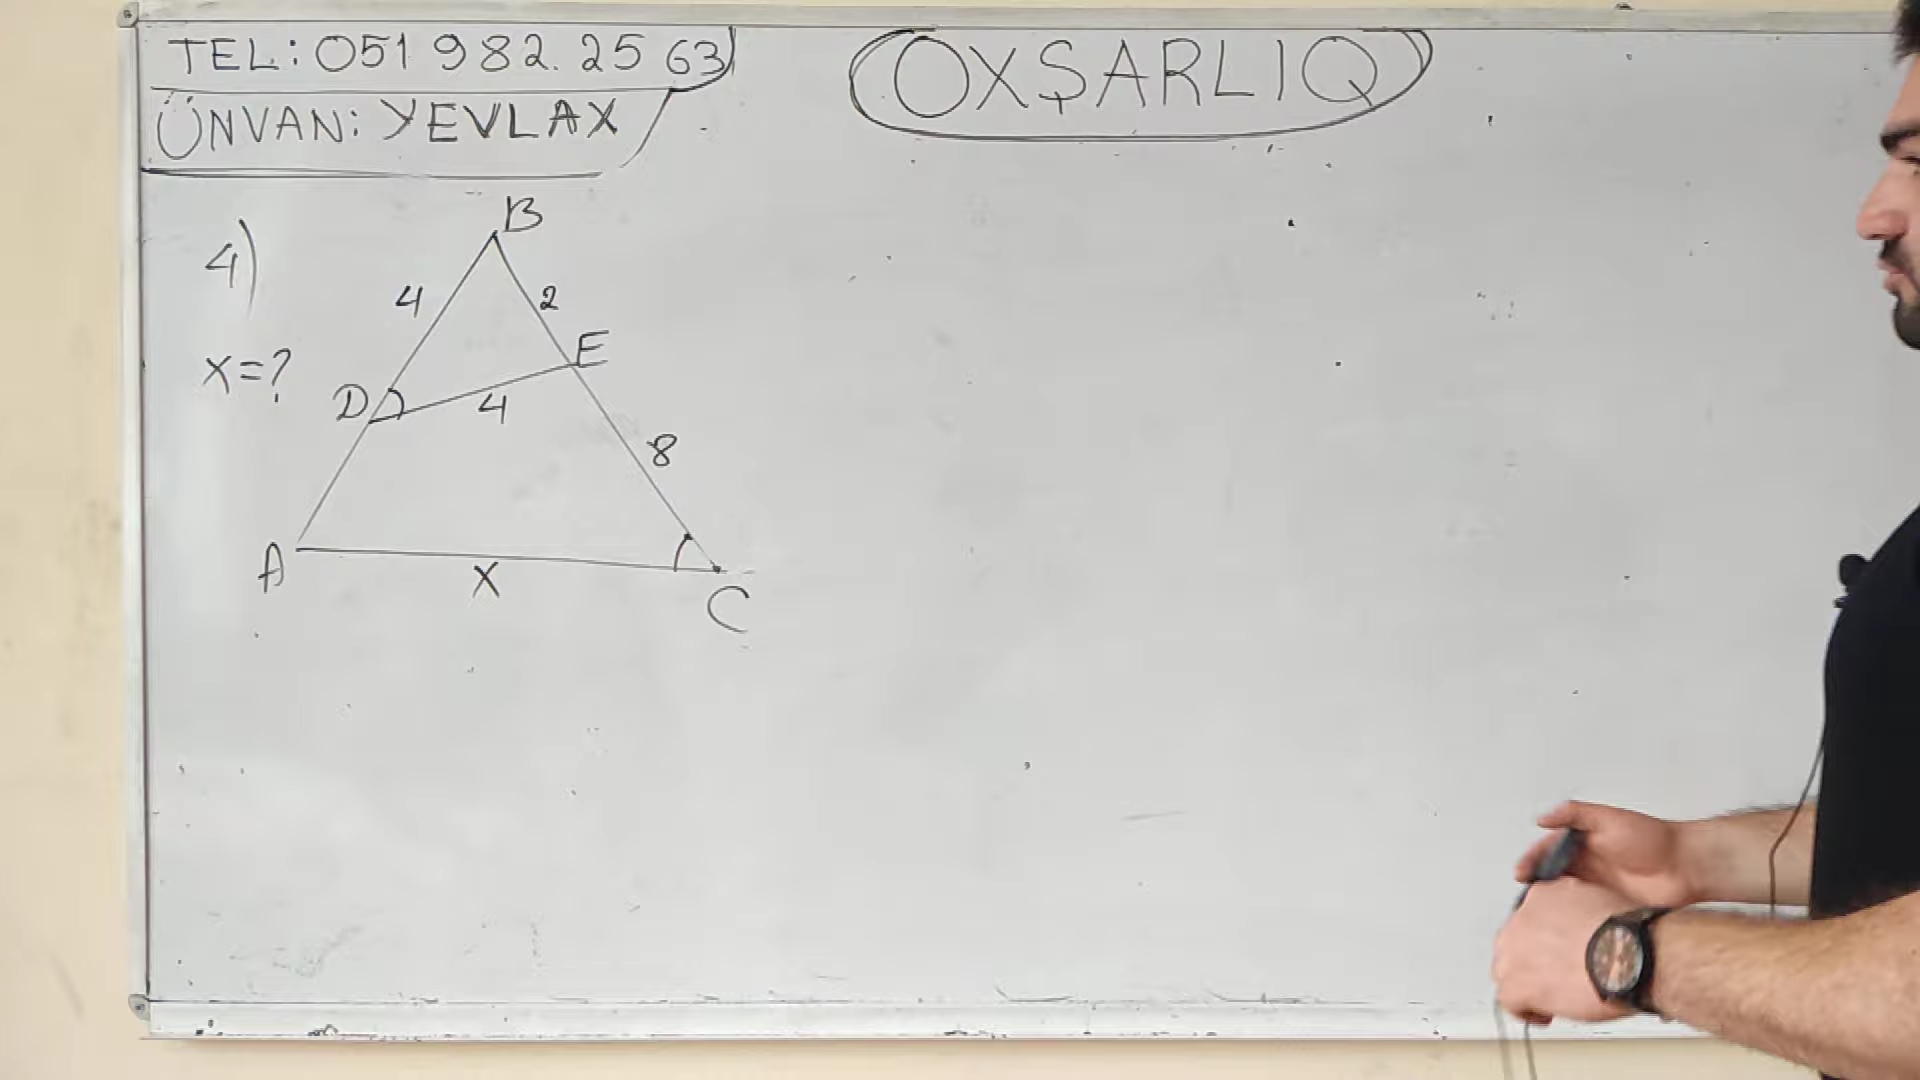 TEL: 051 982. 25 63
ÜNVAN: YEVLAX
OXŞARLIQ
4)
x=?
B
4
2
E
D
4
8
A
x
C